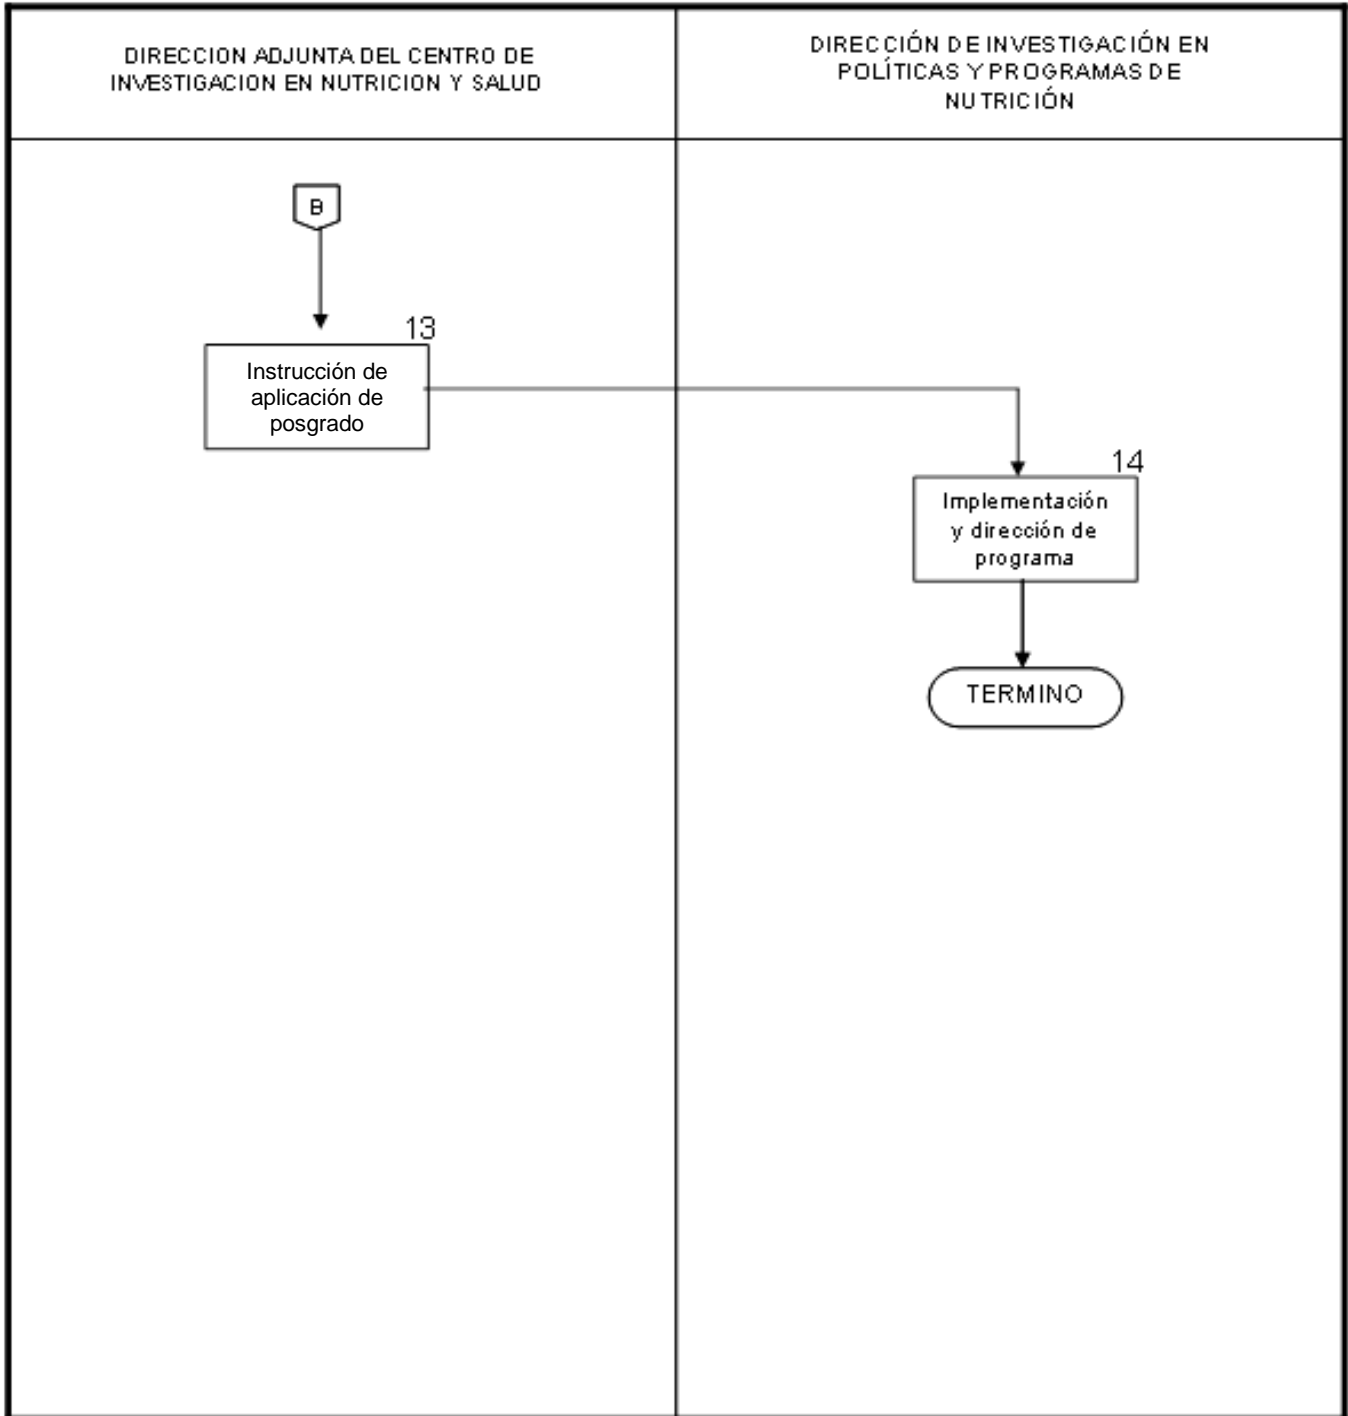 DIRECCION ADJUNTA DEL CENTRO DE
INVESTIGACION EN NUTRICION Y SALUD
DIRECCIÓN DE INVESTIGACIÓN EN
POLÍTICAS Y PROGRAMAS DE
NUTRICIÓN
B
13
Instrucción de
aplicación de
posgrado
14
Implementación
y dirección de
programa
TERMINO